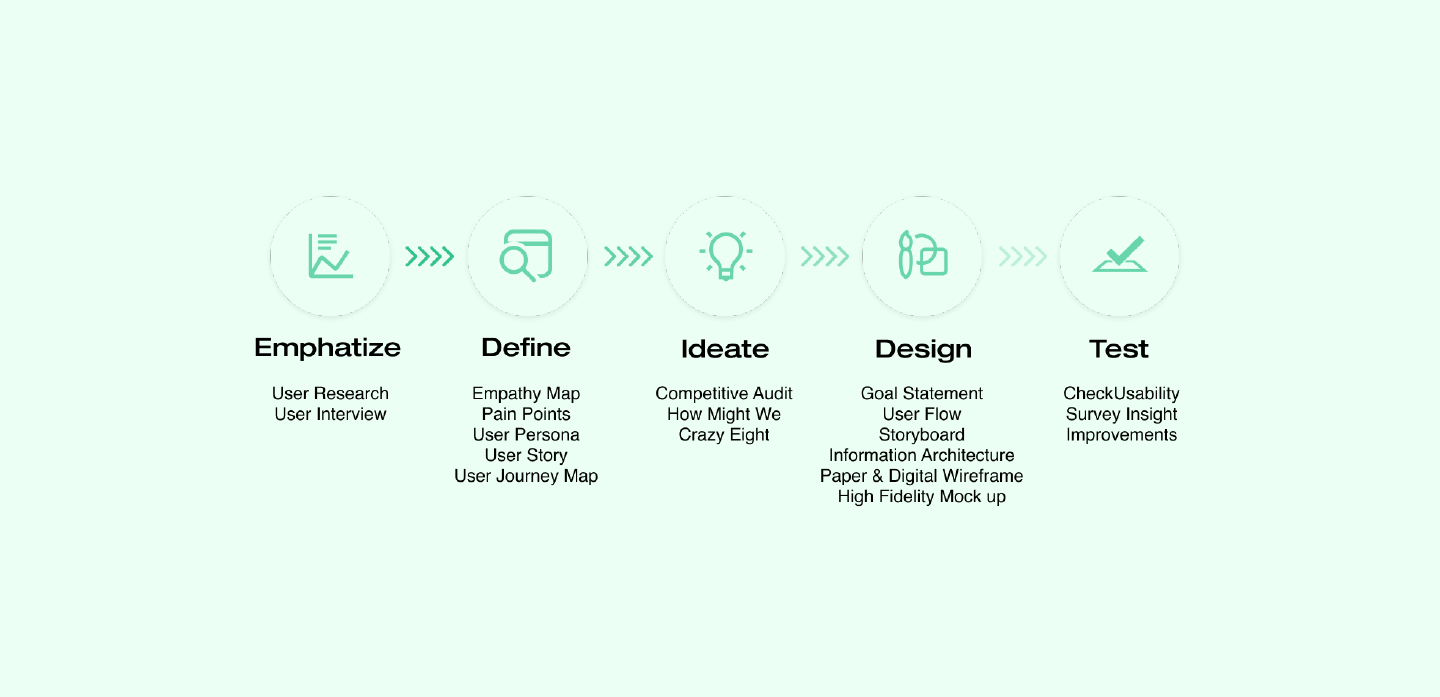 Emphatize
User Research
User Interview
Define
Empathy Map
Pain Points
User Persona
User Story
User Journey Map
Ideate
Competitive Audit
How Might We
Crazy Eight
Design
Goal Statement
User Flow
Storyboard
Information Architecture
Paper & Digital Wireframe
High Fidelity Mock up
Test
CheckUsability
Survey Insight
Improvements